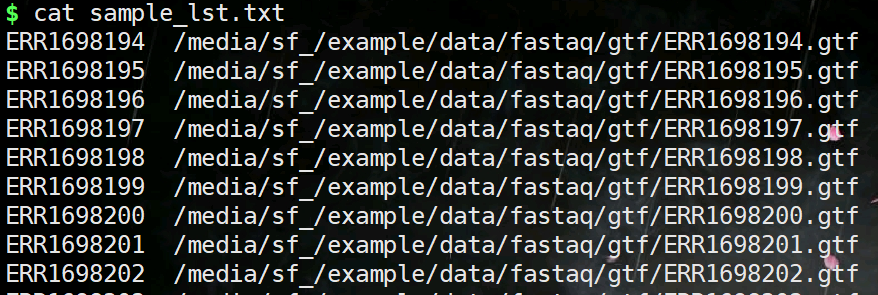 $ cat sample_lst.txt
ERR1698194 /media/sf_/example/data/fastaq/gtf/ERR1698194.gtf
ERR1698195 /media/sf_/example/data/fastaq/gtf/ERR1698195.gtf
ERR1698196 /media/sf_/example/data/fastaq/gtf/ERR1698196.gtf
ERR1698197 /media/sf_/example/data/fastaq/gtf/ERR1698197.gtf
ERR1698198 /media/sf_/example/data/fastaq/gtf/ERR1698198.gtf
ERR1698199 /media/sf_/example/data/fastaq/gtf/ERR1698199.gtf
ERR1698200 /media/sf_/example/data/fastaq/gtf/ERR1698200.gtf
ERR1698201 /media/sf_/example/data/fastaq/gtf/ERR1698201.gtf
ERR1698202 /media/sf_/example/data/fastaq/gtf/ERR1698202.gtf